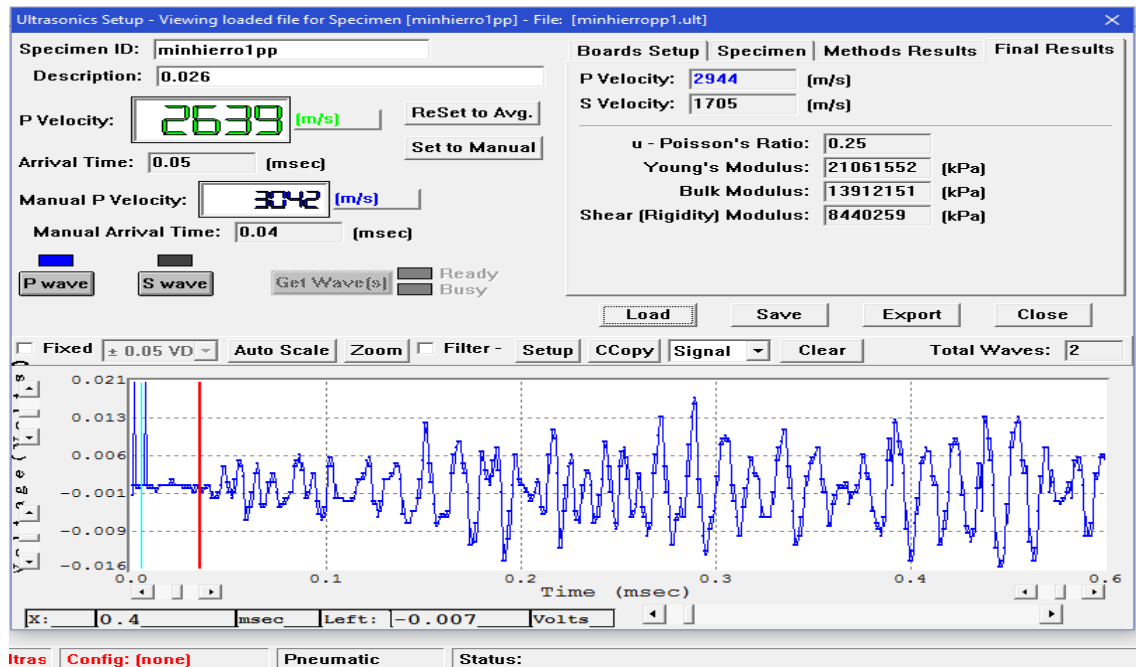 Ultrasonics Setup - Viewing loaded file for Specimen [minhierro1pp] - File: [minhierropp1.ult]
Specimen ID: minhierro1pp
Description: 0.026
P Velocity: 2639 (m/s)
ReSet to Avg.
Set to Manual
Arrival Time: 0.05 (msec)
Manual P Velocity: 3042 (m/s)
Manual Arrival Time: 0.04 (msec)
P wave S wave Get Wave(s) Ready
Busy
Boards Setup Specimen Methods Results Final Results
P Velocity: 2944 (m/s)
S Velocity: 1705 (m/s)
u - Poisson's Ratio: 0.25
Young's Modulus: 21061552 (kPa)
Bulk Modulus: 13912151 (kPa)
Shear (Rigidity) Modulus: 8440259 (kPa)
Load Save Export Close
Fixed ± 0.05 VD Auto Scale Zoom Filter - Setup CCopy Signal Clear Total Waves: 2
0.021
0.013
0.006
-0.001
-0.009
-0.016
0.0 0.1 0.2 0.3 0.4 0.6
Time (msec)
X: 0.4 msec Left: -0.007 Volts
ltras Config: (none) Pneumatic Status: